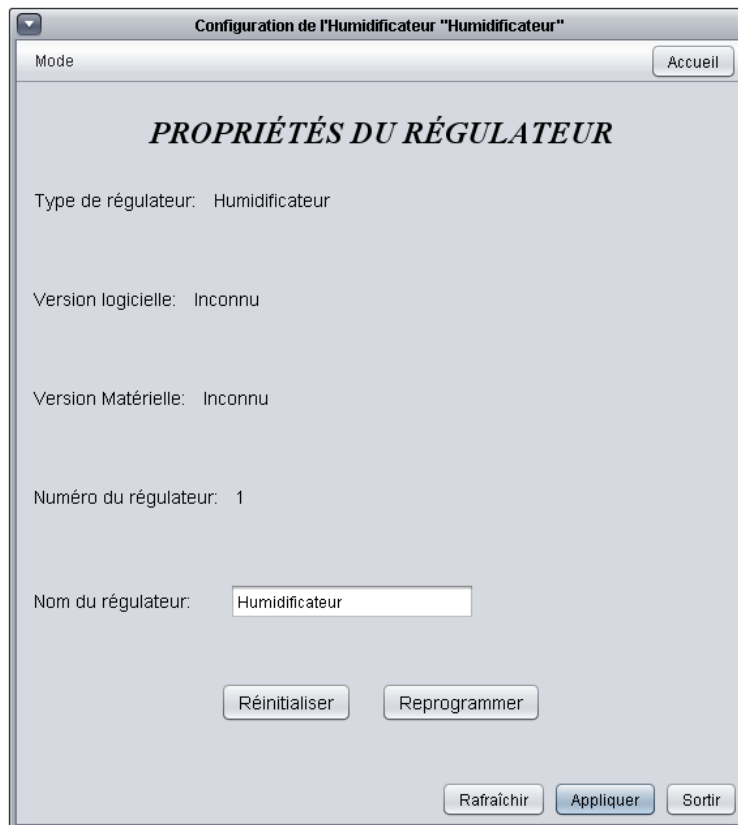 Configuration de l'Humidificateur "Humidificateur"
Mode
Accueil
PROPRIÉTÉS DU RÉGULATEUR
Type de régulateur: Humidificateur
Version logicielle: Inconnu
Version Matérielle: Inconnu
Numéro du régulateur: 1
Nom du régulateur: Humidificateur
Réinitialiser Reprogrammer
Rafraîchir Appliquer Sortir